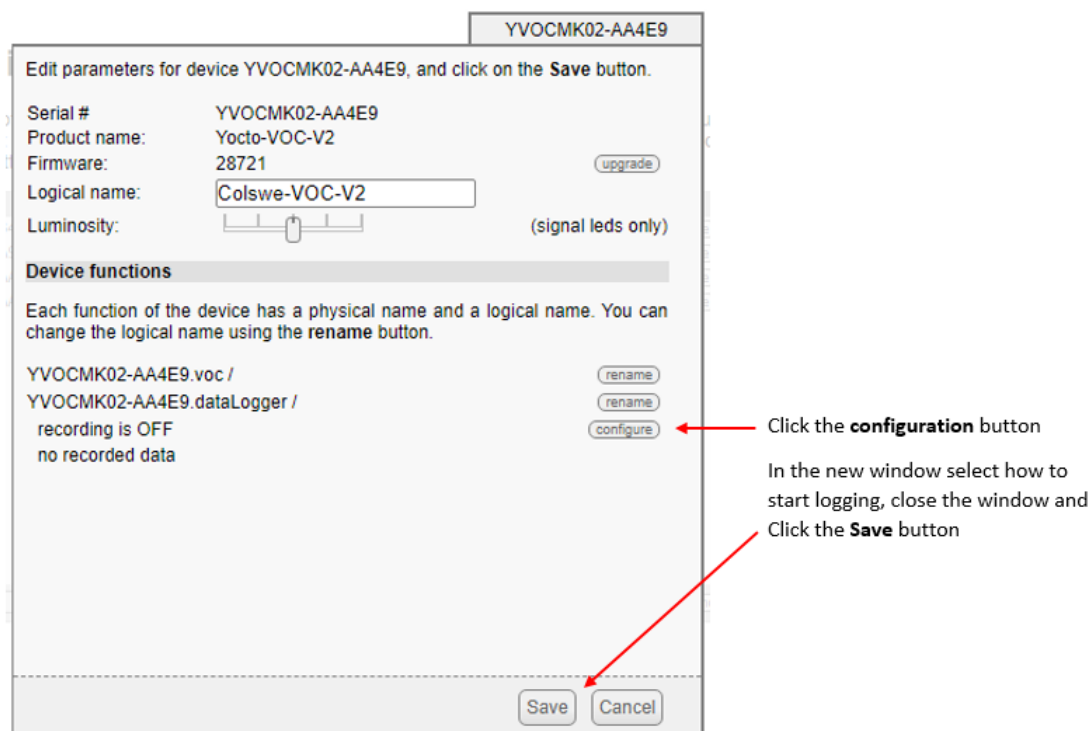 YVOCMK02-AA4E9
Edit parameters for device YVOCMK02-AA4E9, and click on the Save button.
Serial # YVOCMK02-AA4E9
Product name: Yocto-VOC-V2
Firmware: 28721 upgrade
Logical name: Colswe-VOC-V2
Luminosity: (signal leds only)
Device functions
Each function of the device has a physical name and a logical name. You can
change the logical name using the rename button.
YVOCMK02-AA4E9.voc / rename
YVOCMK02-AA4E9.dataLogger / rename
recording is OFF configure
no recorded data
Click the configuration button
In the new window select how to
start logging, close the window and
Click the Save button
Save Cancel